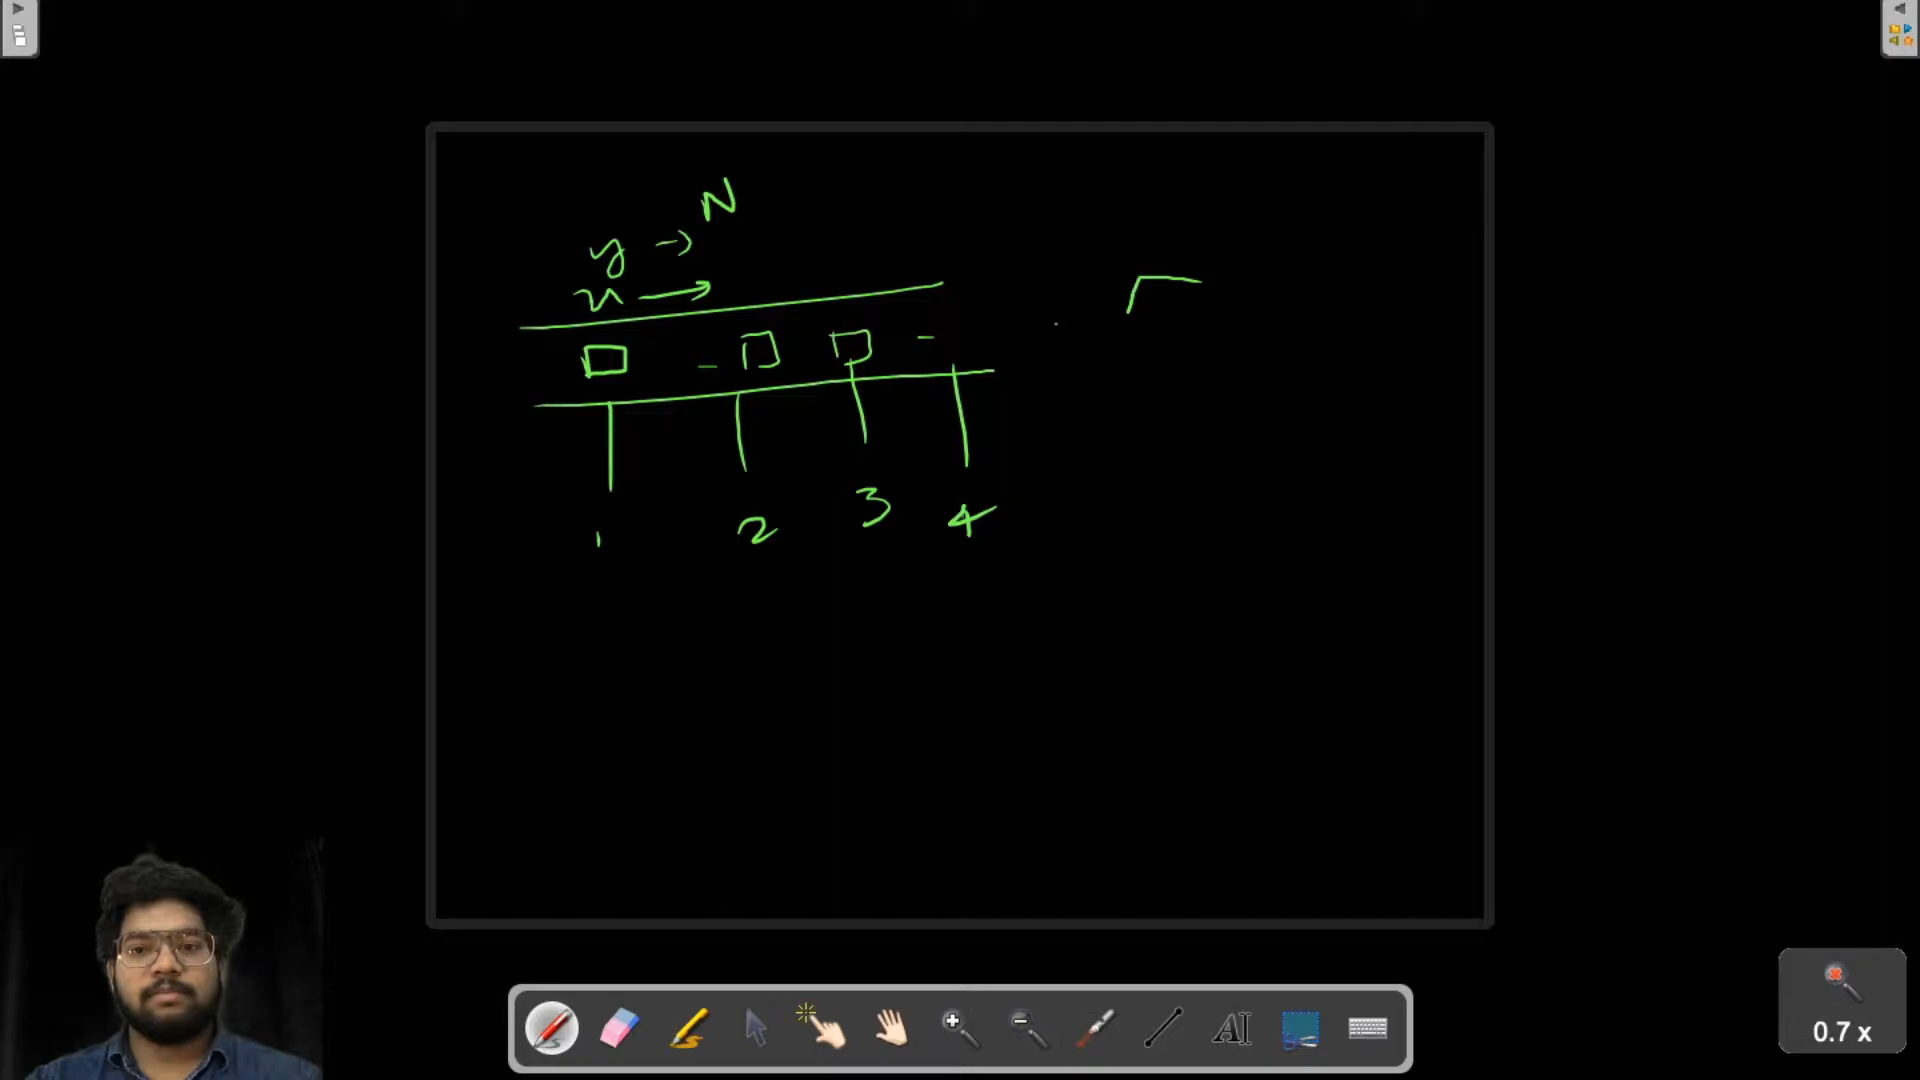 N
y →
x →
1 2 3 4
AI
0.7 x